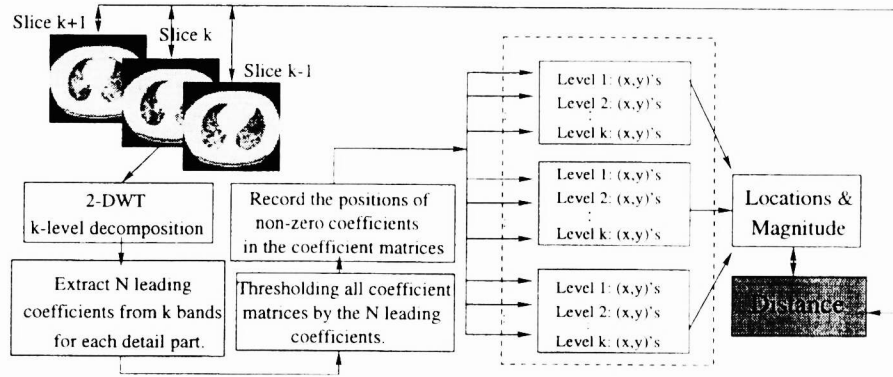 Slice k+1
Slice k
Slice k-1
2-DWT
k-level decomposition
Extract N leading
coefficients from k bands
for each detail part.
Record the positions of
non-zero coefficients
in the coefficient matrices
Thresholding all coefficient
matrices by the N leading
coefficients.
Level 1: (x,y)'s
Level 2: (x,y)'s
:
Level k: (x,y)'s
Level 1: (x,y)'s
Level 2: (x,y)'s
:
Level k: (x,y)'s
Level 1: (x,y)'s
Level 2: (x,y)'s
:
Level k: (x,y)'s
Locations &
Magnitude
Distance